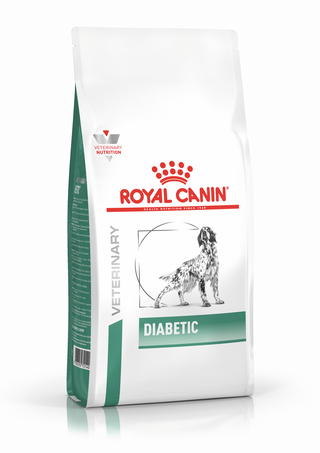 VETERINARY
NUTRITION
ROYAL CANIN
HEALTH NUTRITION SINCE 1968
VETERINARY
DIABETIC